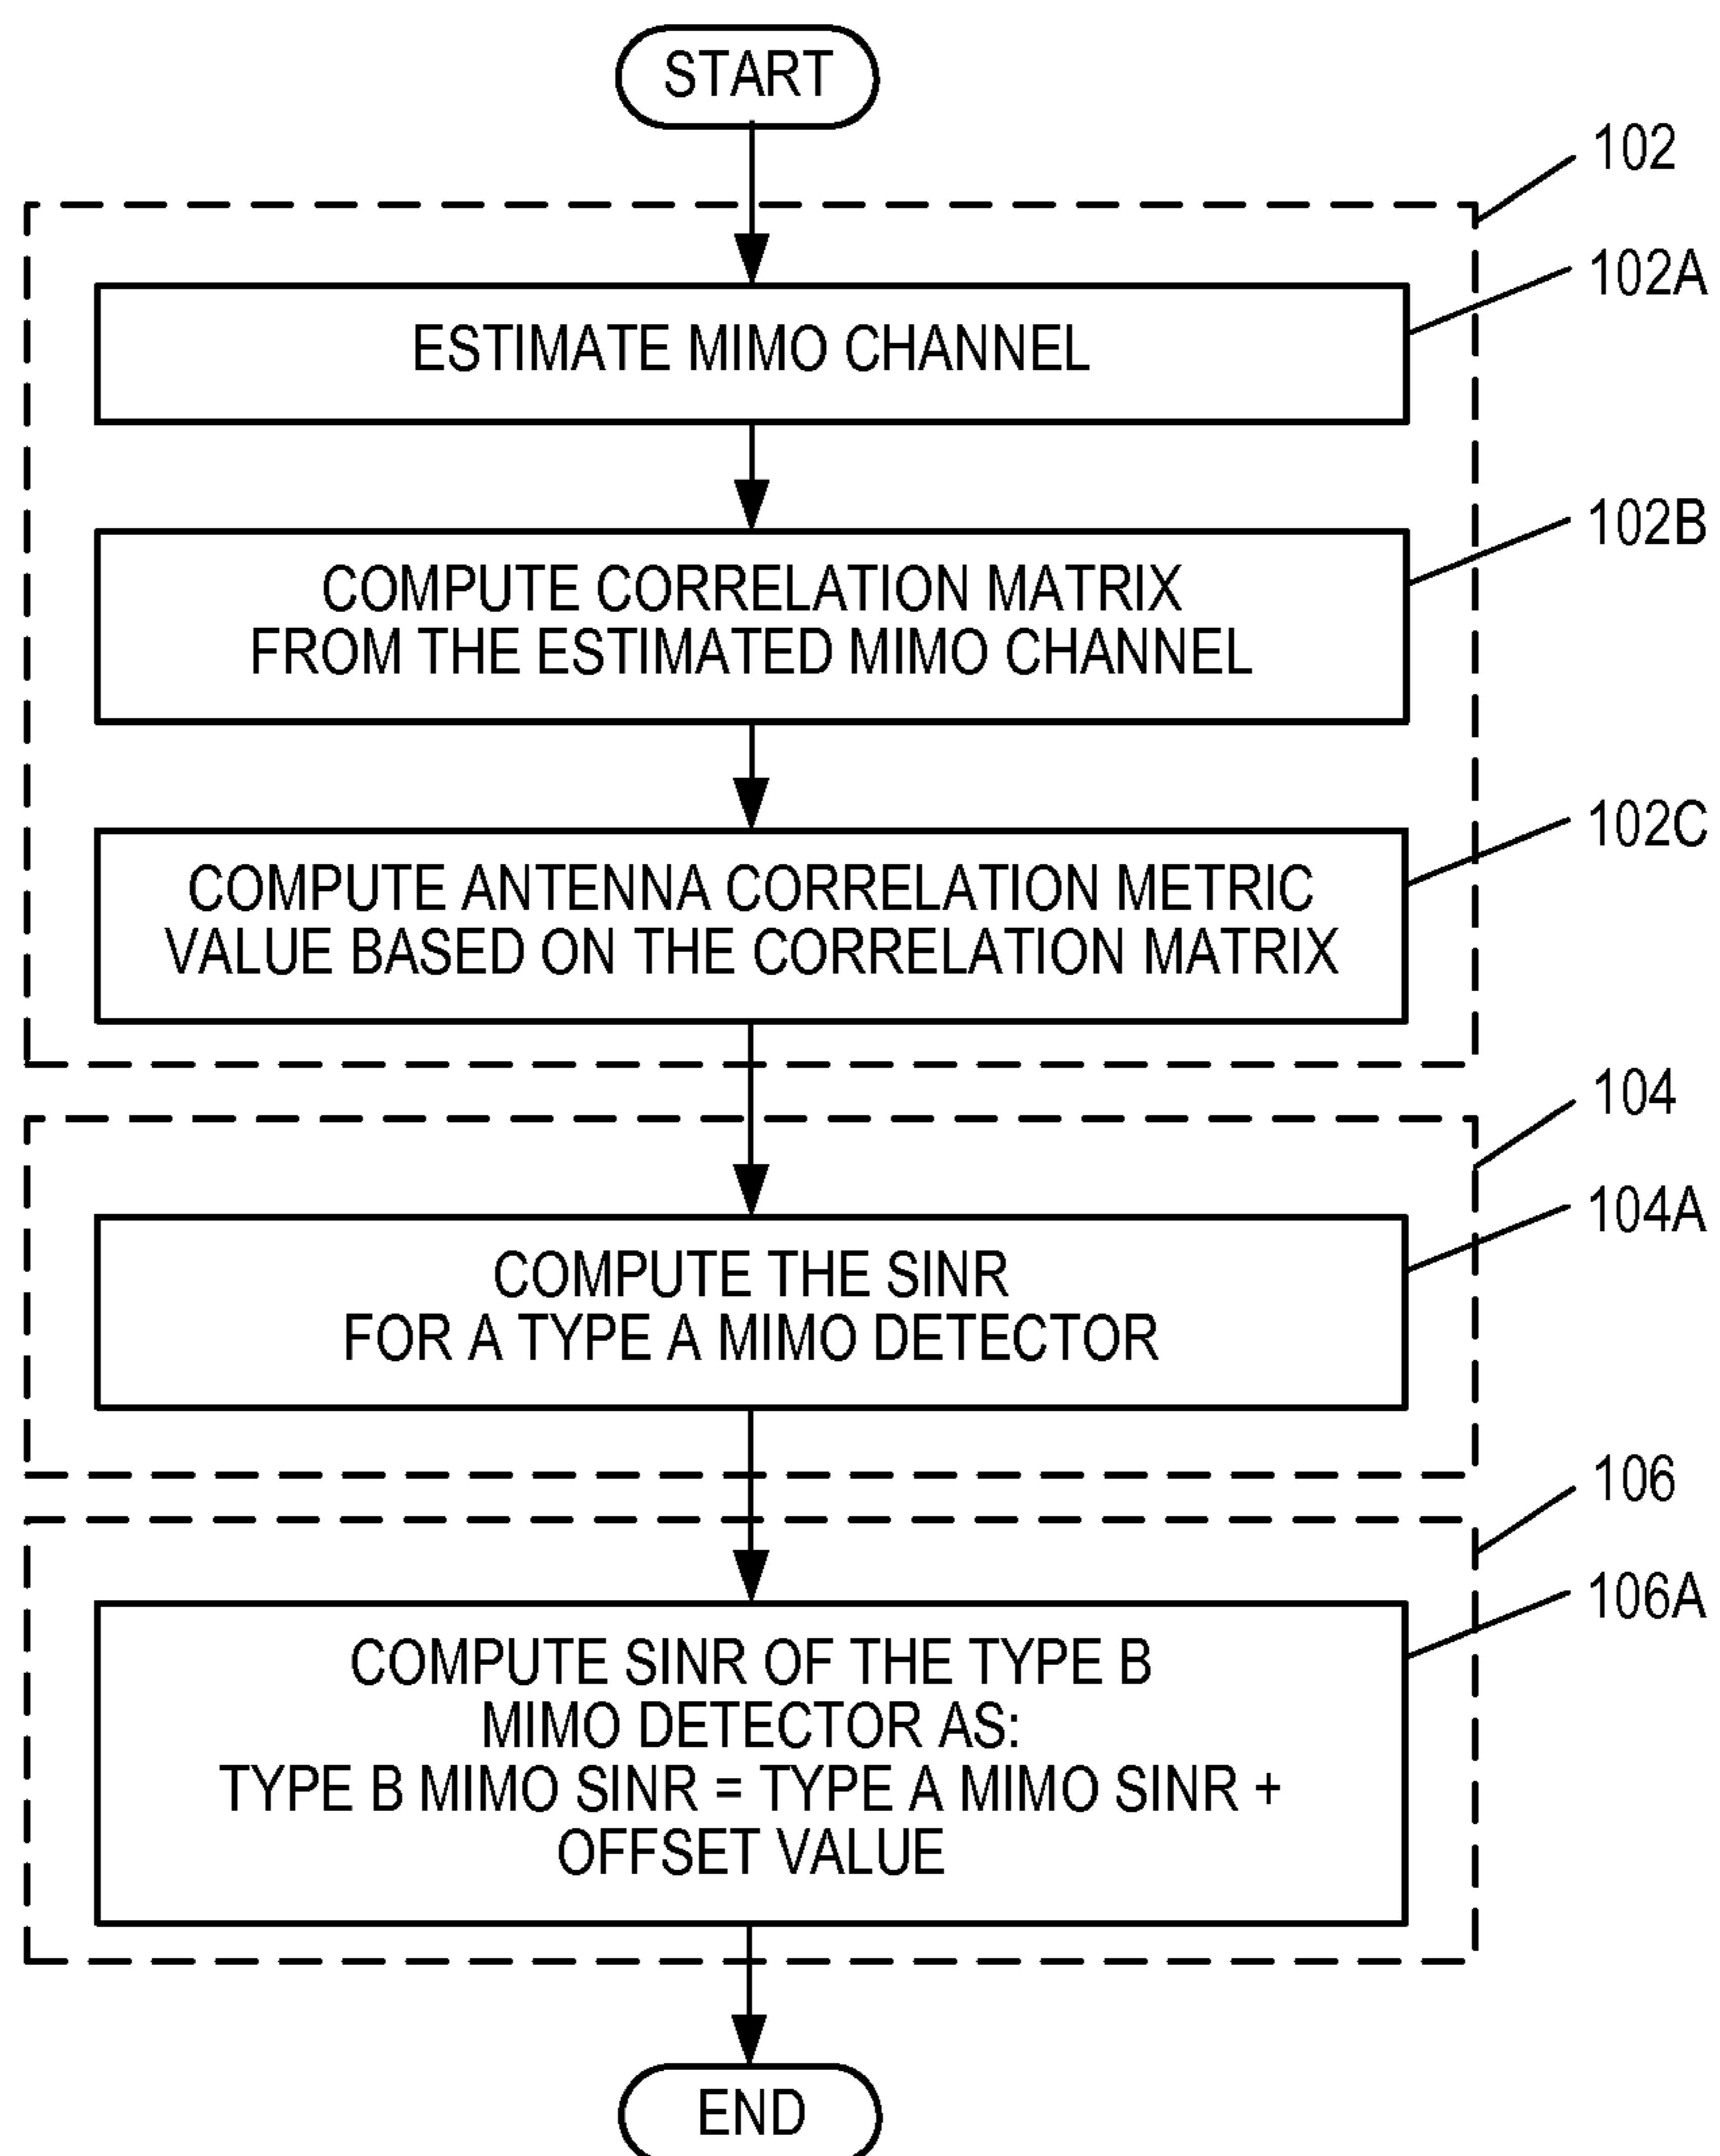 START
102
102A
ESTIMATE MIMO CHANNEL
102B
COMPUTE CORRELATION MATRIX
FROM THE ESTIMATED MIMO CHANNEL
102C
COMPUTE ANTENNA CORRELATION METRIC
VALUE BASED ON THE CORRELATION MATRIX
104
104A
COMPUTE THE SINR
FOR A TYPE A MIMO DETECTOR
106
106A
COMPUTE SINR OF THE TYPE B
MIMO DETECTOR AS:
TYPE B MIMO SINR = TYPE A MIMO SINR +
OFFSET VALUE
END